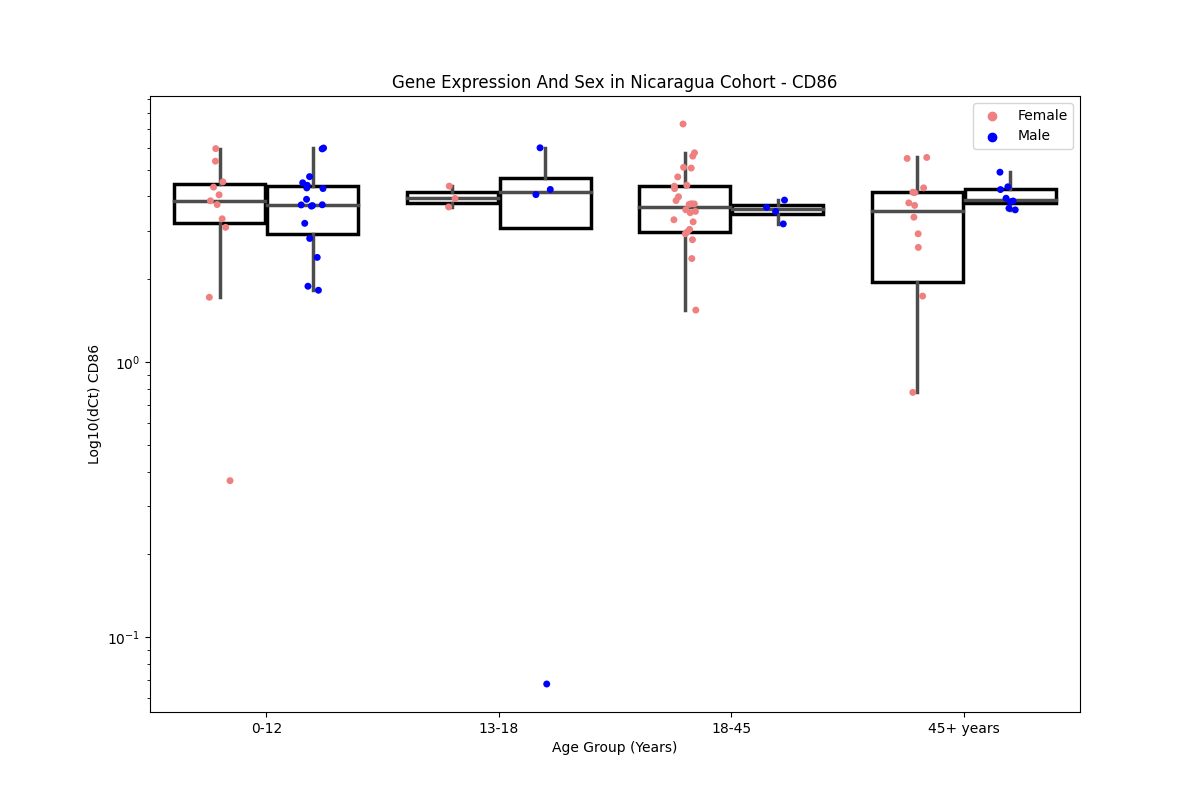 Gene Expression And Sex in Nicaragua Cohort - CD86
Female
Male
Log10(dCt) CD86
10⁰
10⁻¹
0-12
13-18
18-45
45+ years
Age Group (Years)